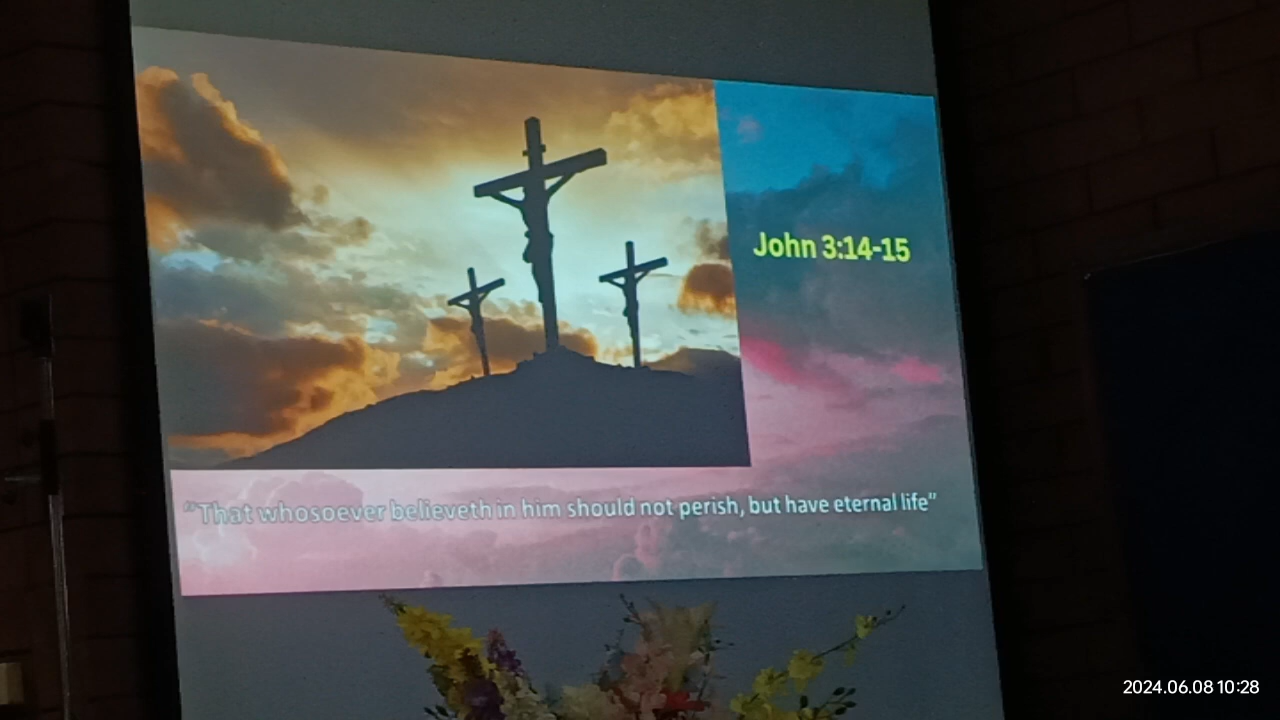 John 3:14-15
"That whosoever believeth in him should not perish, but have eternal life"
2024.06.08 10:28